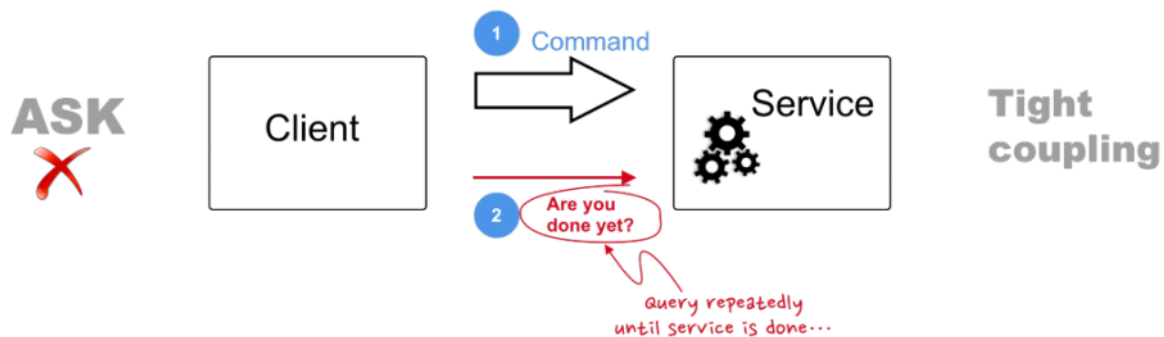 1
Command
ASK
Client
Service
Tight
coupling
2
Are you
done yet?
Query repeatedly
until service is done...